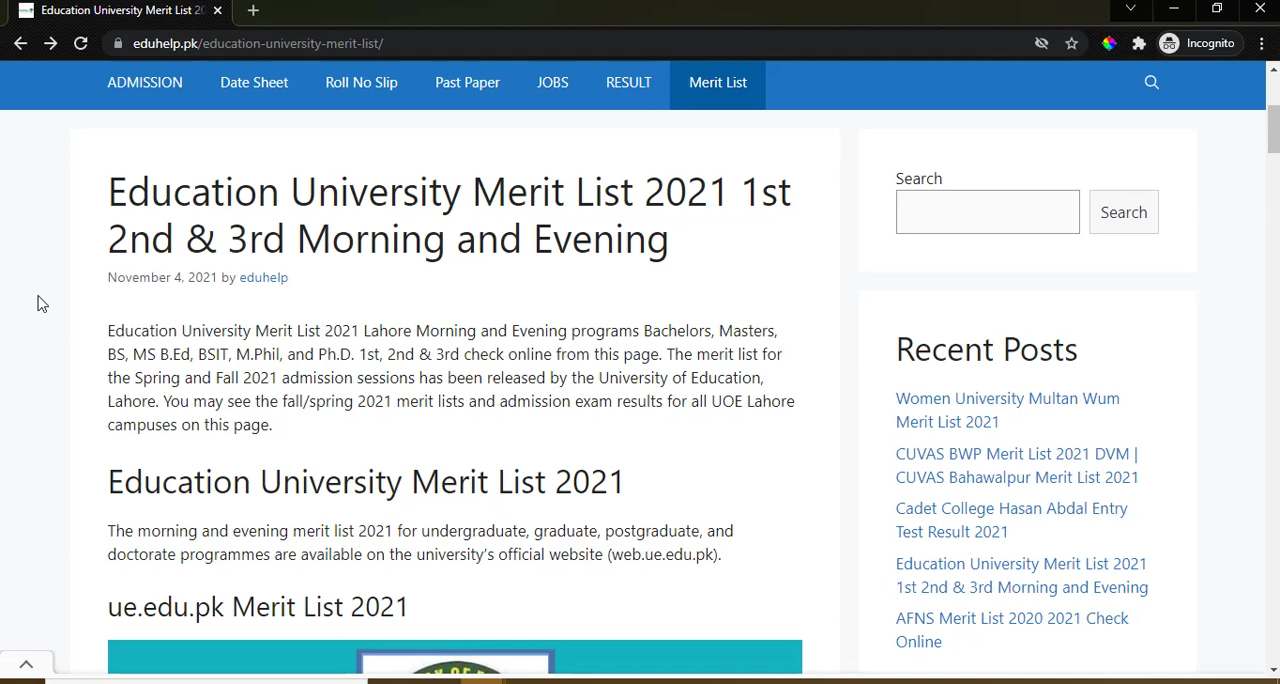 Education University Merit List 20
eduhelp.pk/education-university-merit-list/
Incognito
ADMISSION
Date Sheet
Roll No Slip
Past Paper
JOBS
RESULT
Merit List
Education University Merit List 2021 1st
2nd & 3rd Morning and Evening
November 4, 2021 by eduhelp
Education University Merit List 2021 Lahore Morning and Evening programs Bachelors, Masters,
BS, MS B.Ed, BSIT, M.Phil, and Ph.D. 1st, 2nd & 3rd check online from this page. The merit list for
the Spring and Fall 2021 admission sessions has been released by the University of Education,
Lahore. You may see the fall/spring 2021 merit lists and admission exam results for all UOE Lahore
campuses on this page.
Education University Merit List 2021
The morning and evening merit list 2021 for undergraduate, graduate, postgraduate, and
doctorate programmes are available on the university’s official website (web.ue.edu.pk).
ue.edu.pk Merit List 2021
Search
Search
Recent Posts
Women University Multan Wum
Merit List 2021
CUVAS BWP Merit List 2021 DVM |
CUVAS Bahawalpur Merit List 2021
Cadet College Hasan Abdal Entry
Test Result 2021
Education University Merit List 2021
1st 2nd & 3rd Morning and Evening
AFNS Merit List 2020 2021 Check
Online